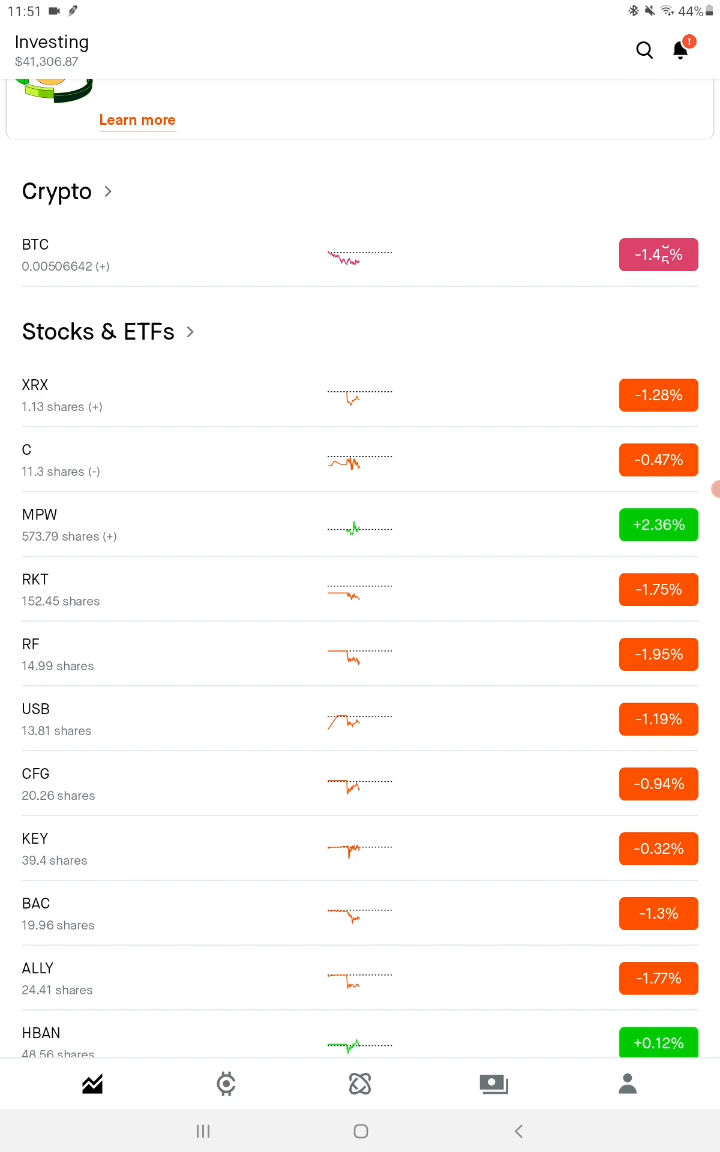 11:51
44%
Investing
$41,306.87
1
Learn more
Crypto
BTC
0.00506642 (+)
Stocks & ETFs
XRX
1.13 shares (+)
-1.28%
C
11.3 shares (-)
-0.47%
MPW
573.79 shares (+)
+2.36%
RKT
152.45 shares
-1.75%
RF
14.99 shares
-1.95%
USB
13.81 shares
-1.19%
CFG
20.26 shares
-0.94%
KEY
39.4 shares
-0.32%
BAC
19.96 shares
-1.3%
ALLY
24.41 shares
-1.77%
HBAN
48.56 shares
+0.12%